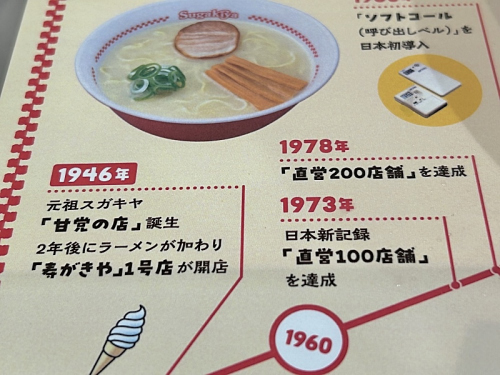 Sugakiya
「ソフトコール
（呼び出しベル）」を
日本初導入
1978年
「直営200店舗」を達成
1946年
元祖スガキヤ
「甘党の店」誕生
2年後にラーメンが加わり
「寿がきや」1号店が開店
1973年
日本新記録
「直営100店舗」
を達成
1960